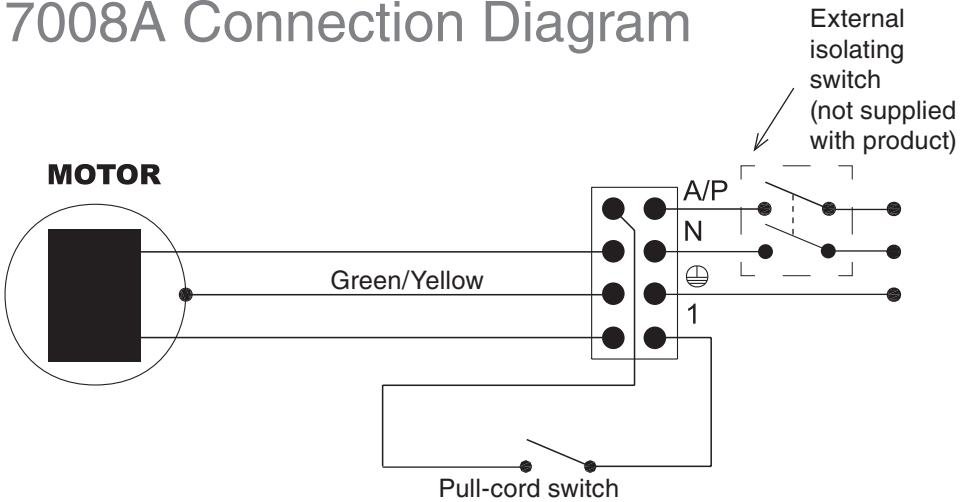 7008A Connection Diagram
External
isolating
switch
(not supplied
with product)
MOTOR
A/P
N
Green/Yellow
1
Pull-cord switch